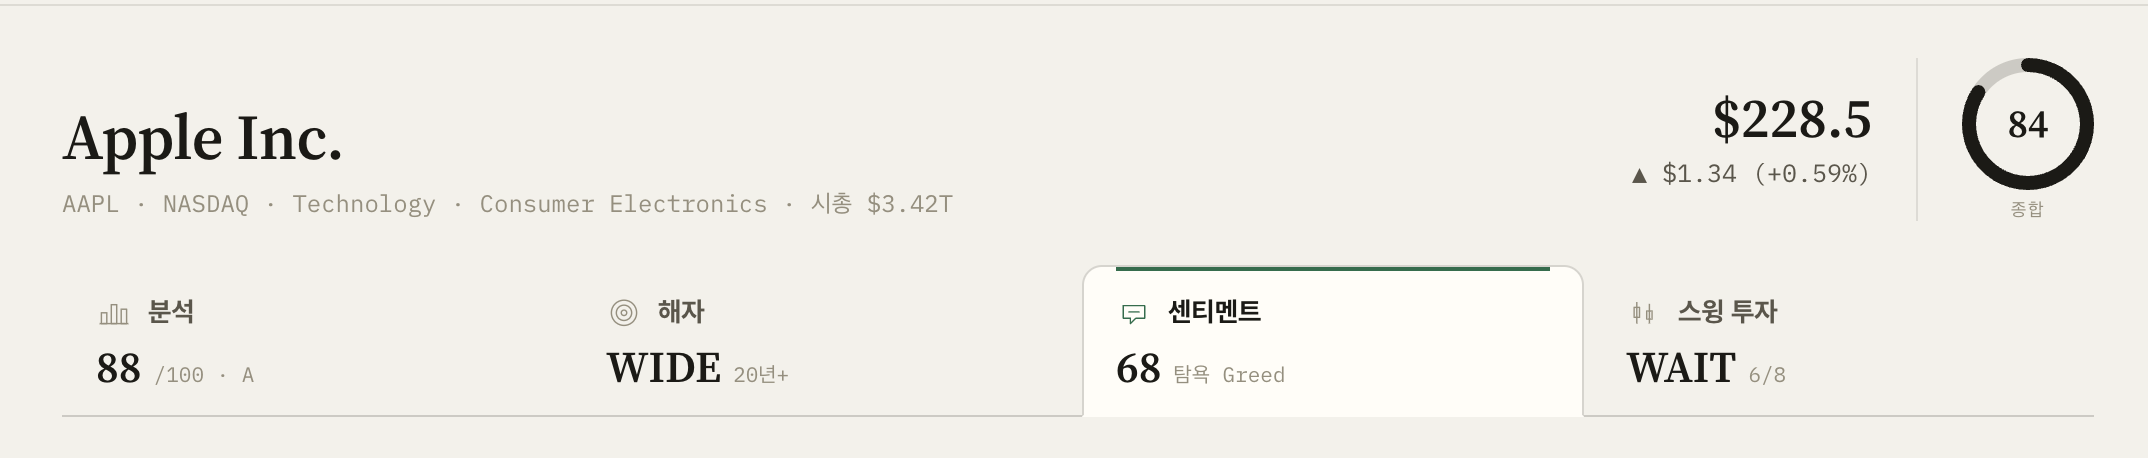 Apple Inc.
AAPL · NASDAQ · Technology · Consumer Electronics · 시총 $3.42T
$228.5
▲ $1.34 (+0.59%)
84
종합
분석
88 /100 · A
해자
WIDE 20년+
센티멘트
68 탐욕 Greed
스윙 투자
WAIT 6/8